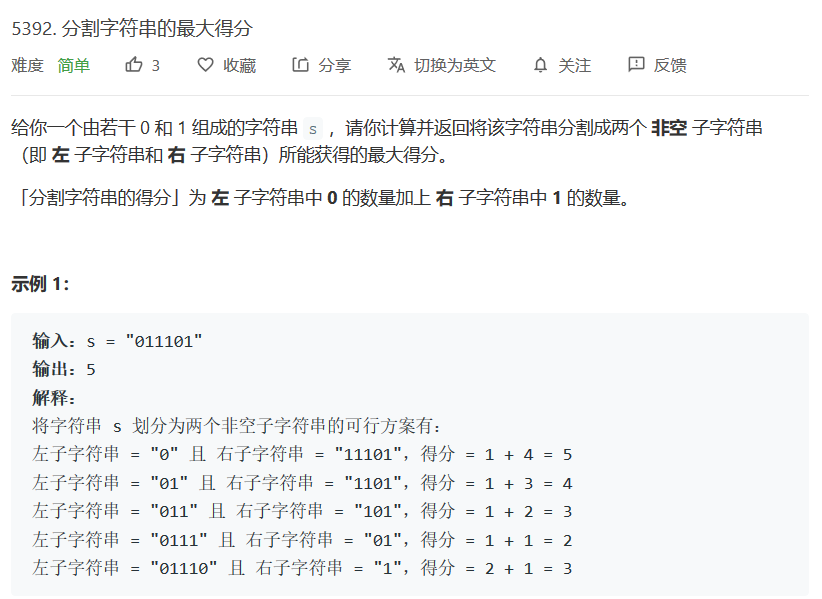 5392. 分割字符串的最大得分
难度 简单 3 收藏 分享 切换为英文 关注 反馈
给你一个由若干 0 和 1 组成的字符串 s ，请你计算并返回将该字符串分割成两个 非空 子字符串
（即 左 子字符串和 右 子字符串）所能获得的最大得分。
「分割字符串的得分」为 左 子字符串中 0 的数量加上 右 子字符串中 1 的数量。
示例 1：
输入：s = "011101"
输出：5
解释：
将字符串 s 划分为两个非空子字符串的可行方案有：
左子字符串 = "0" 且 右子字符串 = "11101"，得分 = 1 + 4 = 5
左子字符串 = "01" 且 右子字符串 = "1101"，得分 = 1 + 3 = 4
左子字符串 = "011" 且 右子字符串 = "101"，得分 = 1 + 2 = 3
左子字符串 = "0111" 且 右子字符串 = "01"，得分 = 1 + 1 = 2
左子字符串 = "01110" 且 右子字符串 = "1"，得分 = 2 + 1 = 3